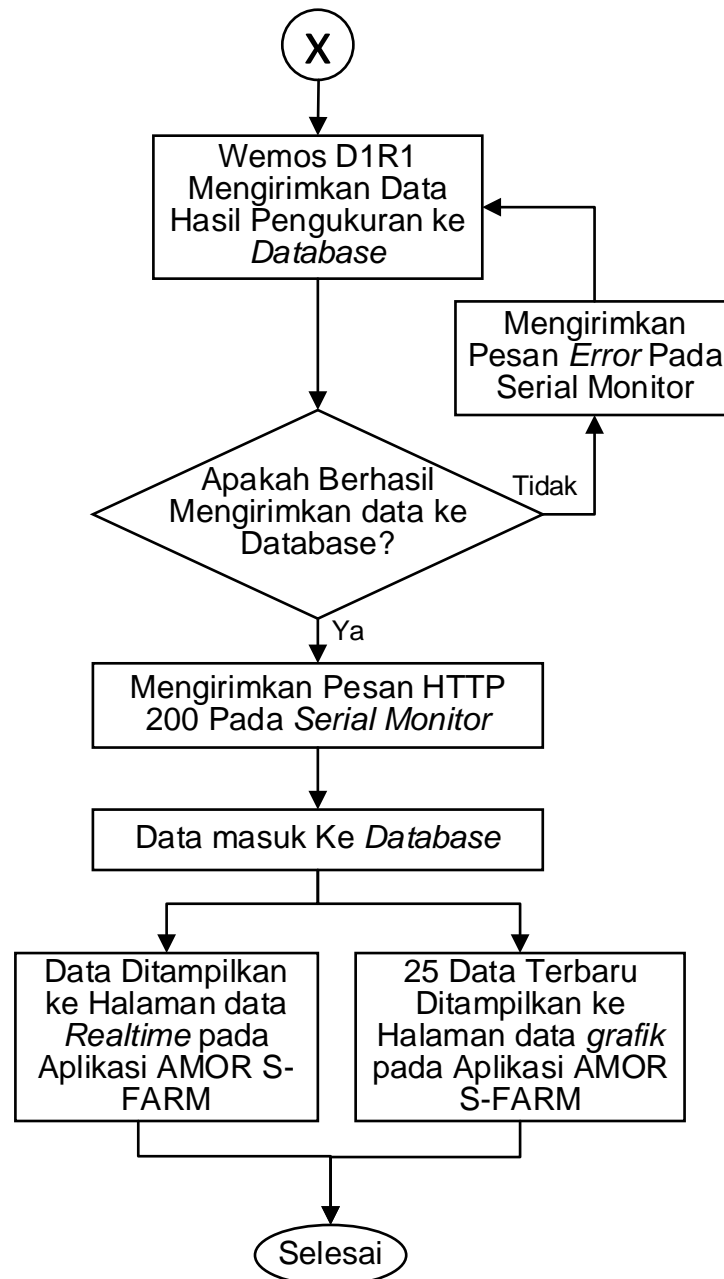 X
Wemos D1R1
Mengirimkan Data
Hasil Pengukuran ke
Database
Mengirimkan
Pesan Error Pada
Serial Monitor
Apakah Berhasil
Mengirimkan data ke
Database?
Tidak
Ya
Mengirimkan Pesan HTTP
200 Pada Serial Monitor
Data masuk Ke Database
Data Ditampilkan
ke Halaman data
Realtime pada
Aplikasi AMOR S-
FARM
25 Data Terbaru
Ditampilkan ke
Halaman data grafik
pada Aplikasi AMOR
S-FARM
Selesai